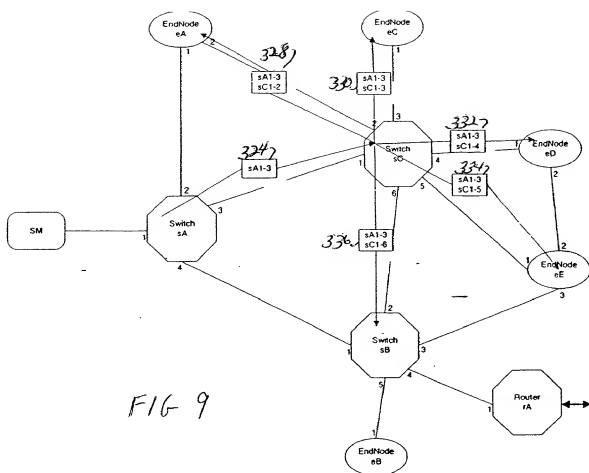 EndNode
eA
1
2
328
sA1-3
sC1-2
EndNode
eC
1
330
sA1-3
sC1-3
324
sA1-3
2
3
Switch
sC
1
4
5
6
332
sA1-3
sC1-4
334
sA1-3
sC1-5
1
EndNode
eD
2
SM
2
Switch
sA
1
3
4
336
sA1-3
sC1-6
2
1
EndNode
eE
3
2
Switch
sB
1
3
4
5
1
Router
rA
1
EndNode
eB
FIG 9